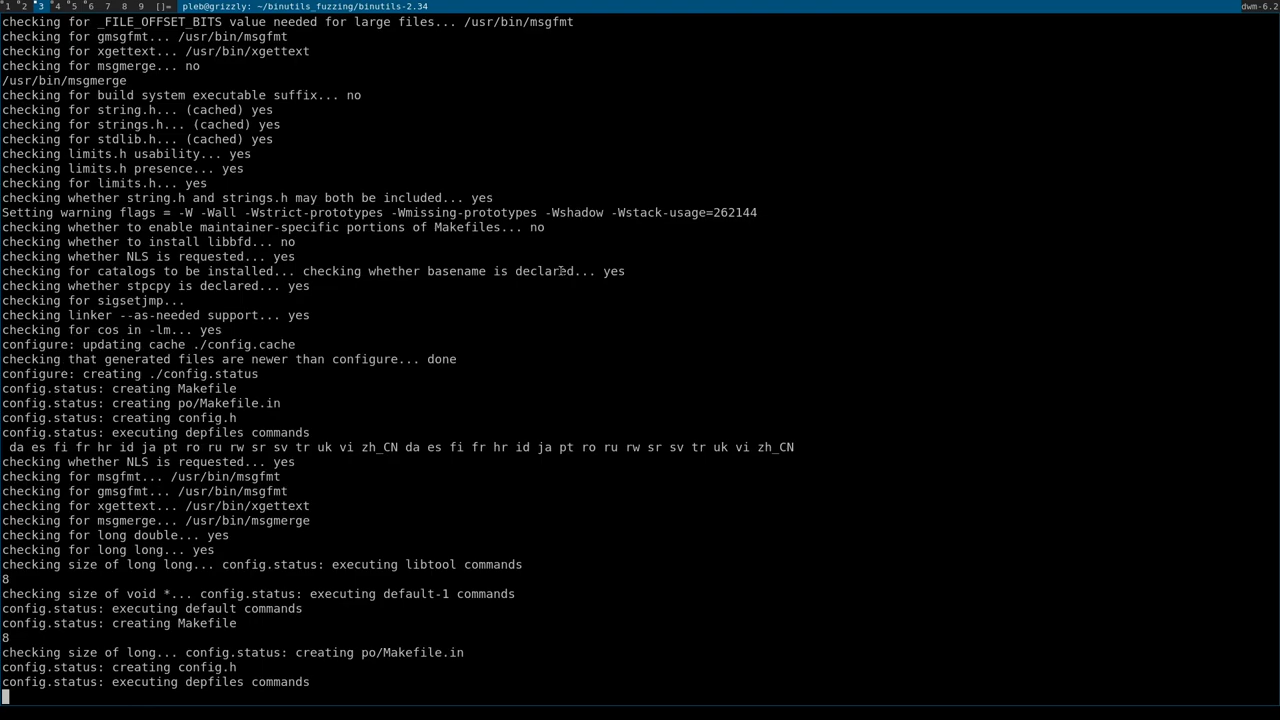 1 2 3 4 5 6 7 8 9 []= pleb@grizzly: ~/binutils_fuzzing/binutils-2.34 dwm-6.2
checking for _FILE_OFFSET_BITS value needed for large files... /usr/bin/msgfmt
checking for gmsgfmt... /usr/bin/msgfmt
checking for xgettext... /usr/bin/xgettext
checking for msgmerge... no
/usr/bin/msgmerge
checking for build system executable suffix... no
checking for string.h... (cached) yes
checking for strings.h... (cached) yes
checking for stdlib.h... (cached) yes
checking limits.h usability... yes
checking limits.h presence... yes
checking for limits.h... yes
checking whether string.h and strings.h may both be included... yes
Setting warning flags = -W -Wall -Wstrict-prototypes -Wmissing-prototypes -Wshadow -Wstack-usage=262144
checking whether to enable maintainer-specific portions of Makefiles... no
checking whether to install libbfd... no
checking whether NLS is requested... yes
checking for catalogs to be installed... checking whether basename is declared... yes
checking whether stpcpy is declared... yes
checking for sigsetjmp...
checking linker --as-needed support... yes
checking for cos in -lm... yes
configure: updating cache ./config.cache
checking that generated files are newer than configure... done
configure: creating ./config.status
config.status: creating Makefile
config.status: creating po/Makefile.in
config.status: creating config.h
config.status: executing depfiles commands
da es fi fr hr id ja pt ro ru rw sr sv tr uk vi zh_CN da es fi fr hr id ja pt ro ru rw sr sv tr uk vi zh_CN
checking whether NLS is requested... yes
checking for msgfmt... /usr/bin/msgfmt
checking for gmsgfmt... /usr/bin/msgfmt
checking for xgettext... /usr/bin/xgettext
checking for msgmerge... /usr/bin/msgmerge
checking for long double... yes
checking for long long... yes
checking size of long long... config.status: executing libtool commands
8
checking size of void *... config.status: executing default-1 commands
config.status: executing default commands
config.status: creating Makefile
8
checking size of long... config.status: creating po/Makefile.in
config.status: creating config.h
config.status: executing depfiles commands